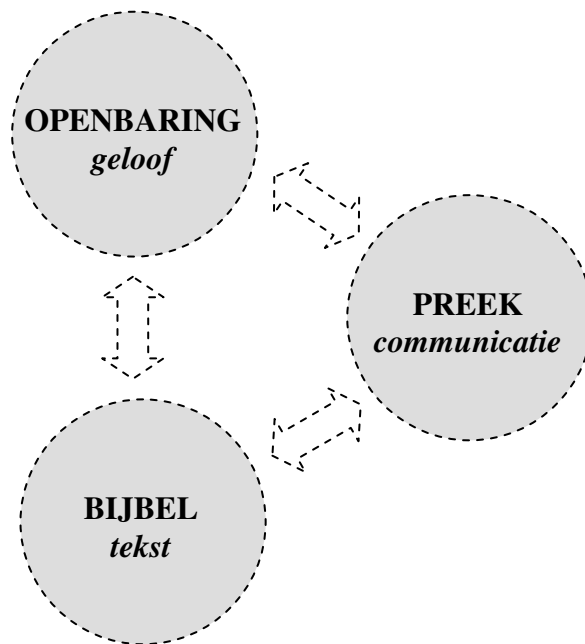 OPENBARING
geloof
PREEK
communicatie
BIJBEL
tekst